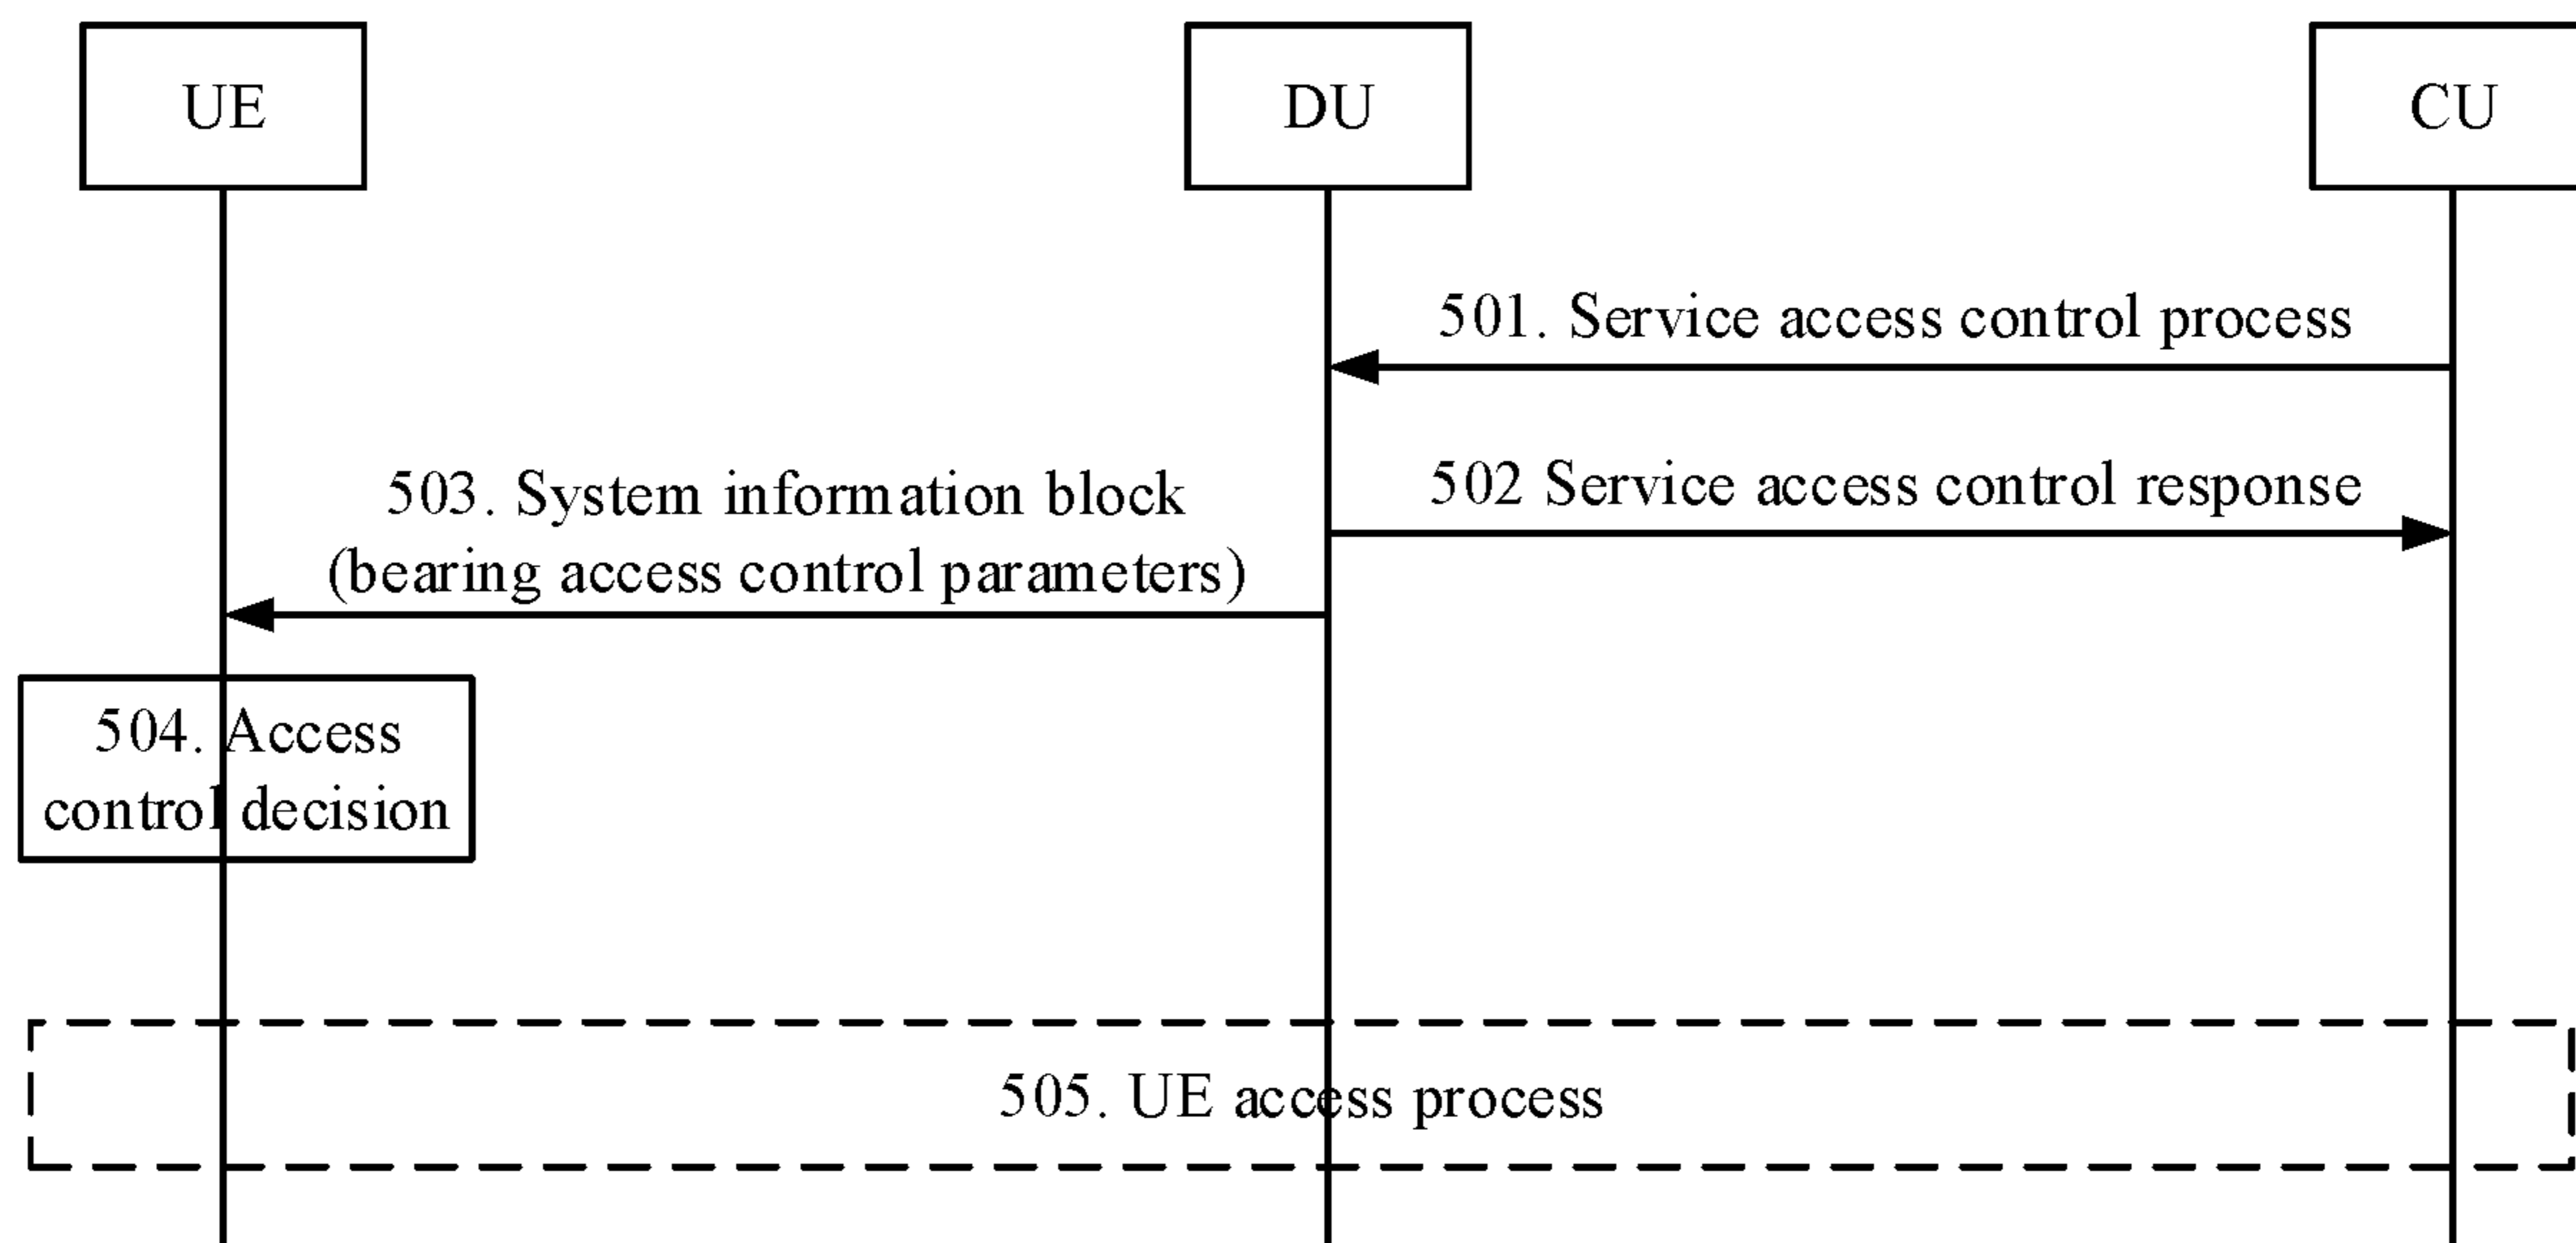 UE
DU
CU
501. Service access control process
502 Service access control response
503. System information block
(bearing access control parameters)
504. Access
control decision
505. UE access process